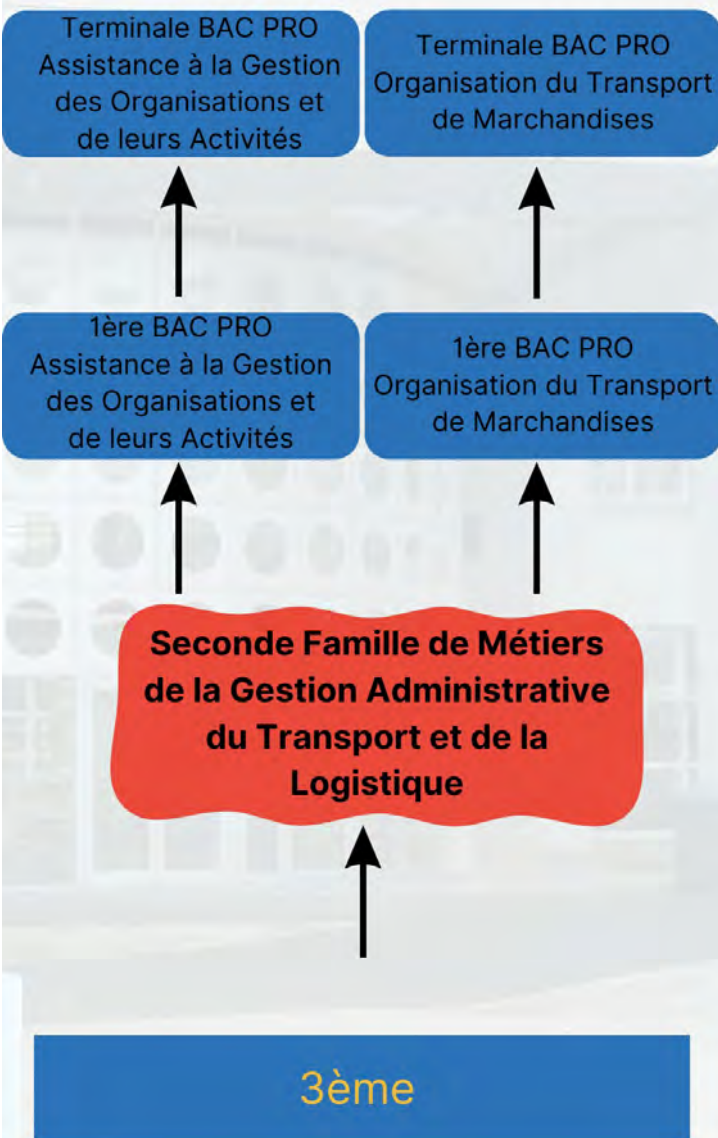 Terminale BAC PRO
Assistance à la Gestion
des Organisations et
de leurs Activités
Terminale BAC PRO
Organisation du Transport
de Marchandises
1ère BAC PRO
Assistance à la Gestion
des Organisations et
de leurs Activités
1ère BAC PRO
Organisation du Transport
de Marchandises
Seconde Famille de Métiers
de la Gestion Administrative
du Transport et de la
Logistique
3ème